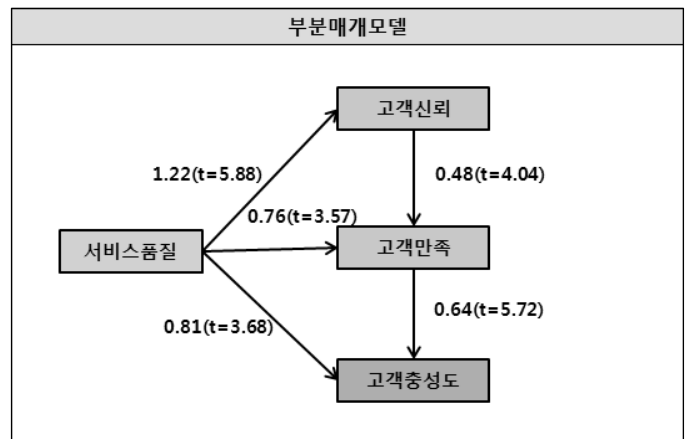 부분매개모델
고객신뢰
1.22(t=5.88)
0.48(t=4.04)
0.76(t=3.57)
서비스품질
고객만족
0.81(t=3.68)
0.64(t=5.72)
고객충성도